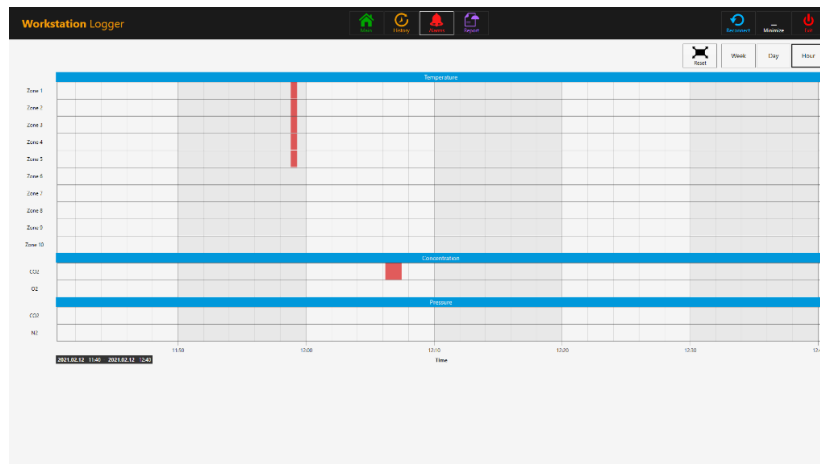 Workstation Logger
Main History Alarms Report Reconnect Minimize Exit
Reset Week Day Hour
Temperature
Zone 1
Zone 2
Zone 3
Zone 4
Zone 5
Zone 6
Zone 7
Zone 8
Zone 9
Zone 10
Concentration
CO2
O2
Pressure
CO2
N2
11:50 12:00 12:10 12:20 12:30
2021.02.12 11:40 2021.02.12 12:40
Time